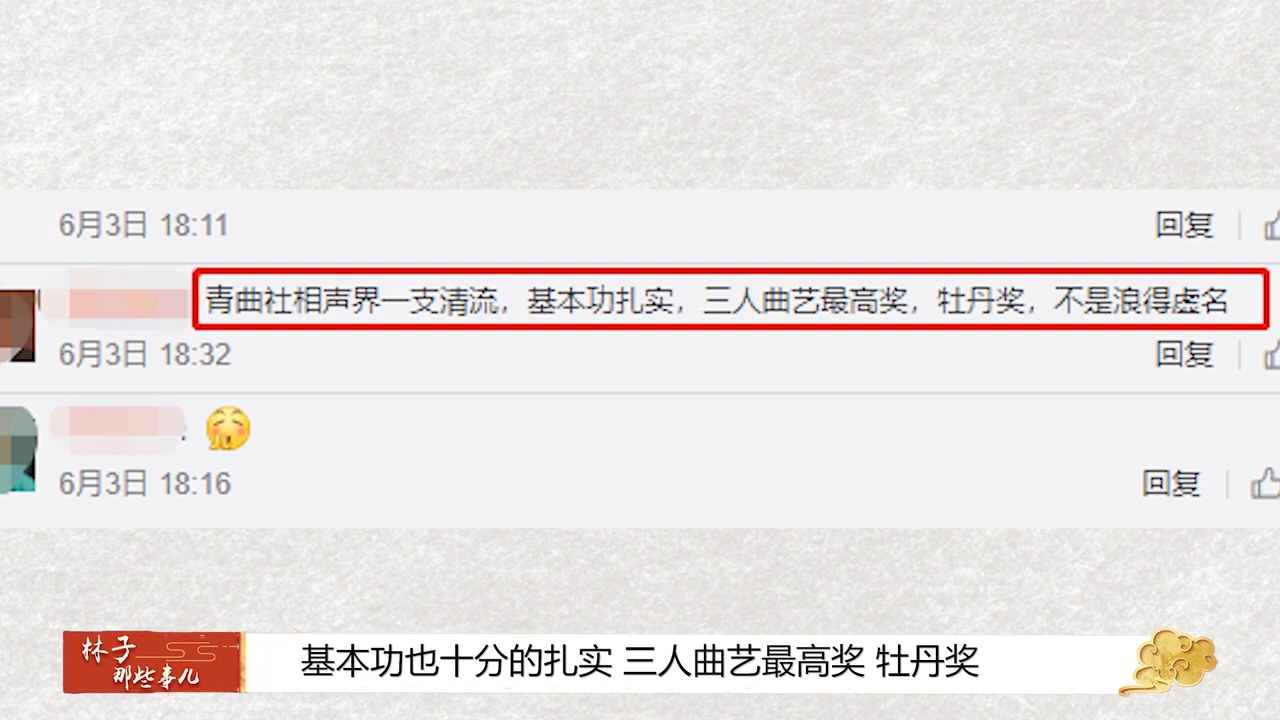 6月3日 18:11
回复
青曲社相声界一支清流，基本功扎实，三人曲艺最高奖，牡丹奖，不是浪得虚名
6月3日 18:32
回复
6月3日 18:16
回复
林子
那些事儿
基本功也十分的扎实 三人曲艺最高奖 牡丹奖